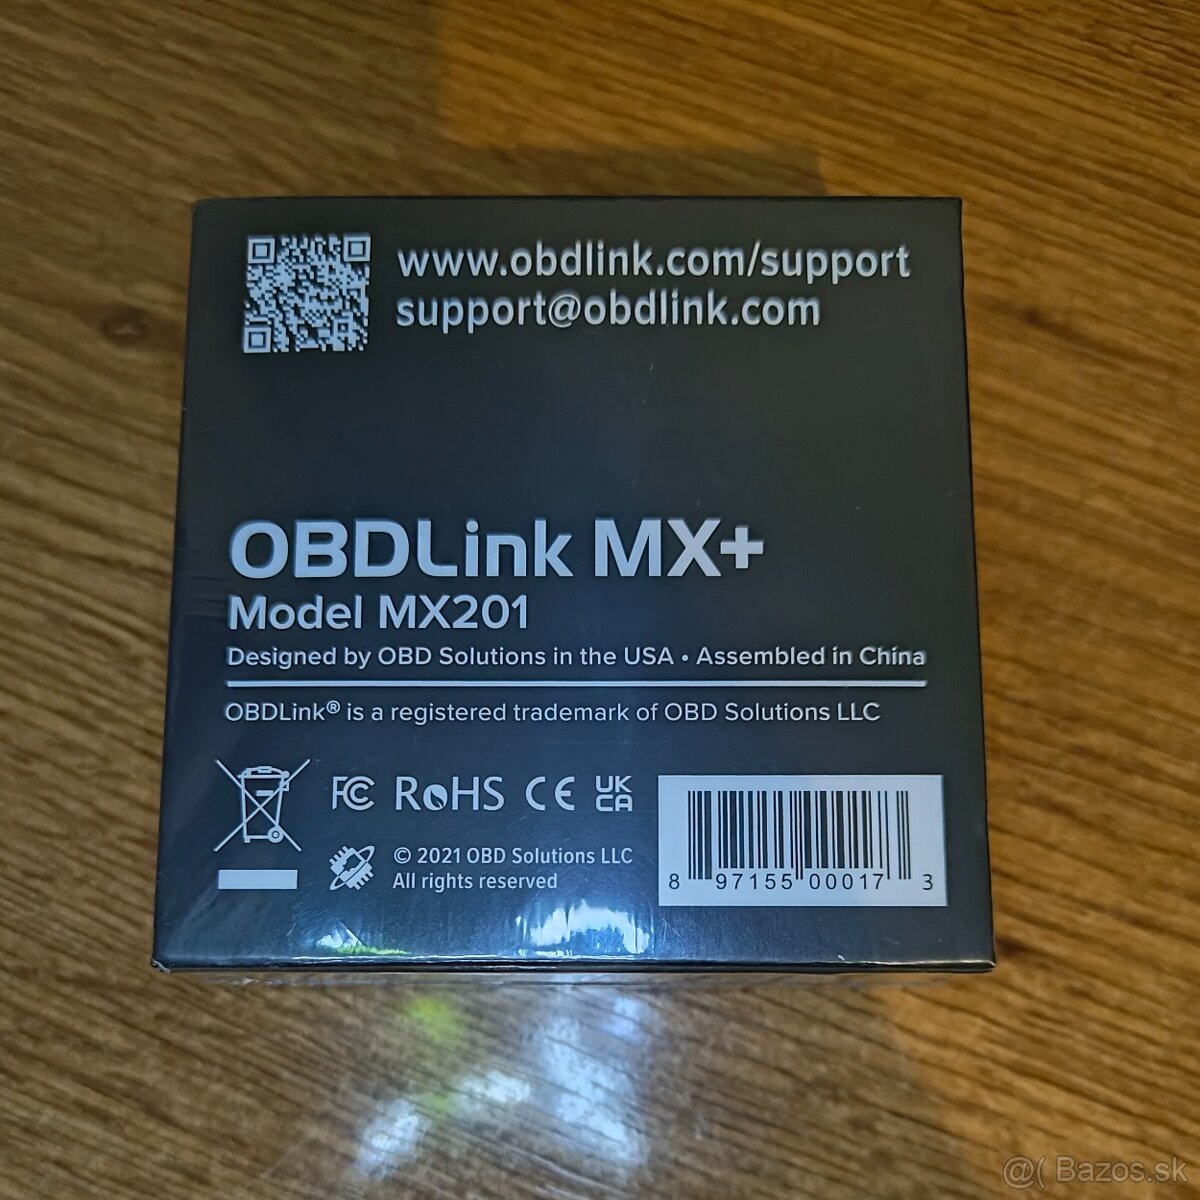 www.obdlink.com/support
support@obdlink.com
OBDLink MX+
Model MX201
Designed by OBD Solutions in the USA • Assembled in China
OBDLink® is a registered trademark of OBD Solutions LLC
FC RoHS CE UK
CA
© 2021 OBD Solutions LLC
All rights reserved
8 97155 00017 3
@( Bazos.sk